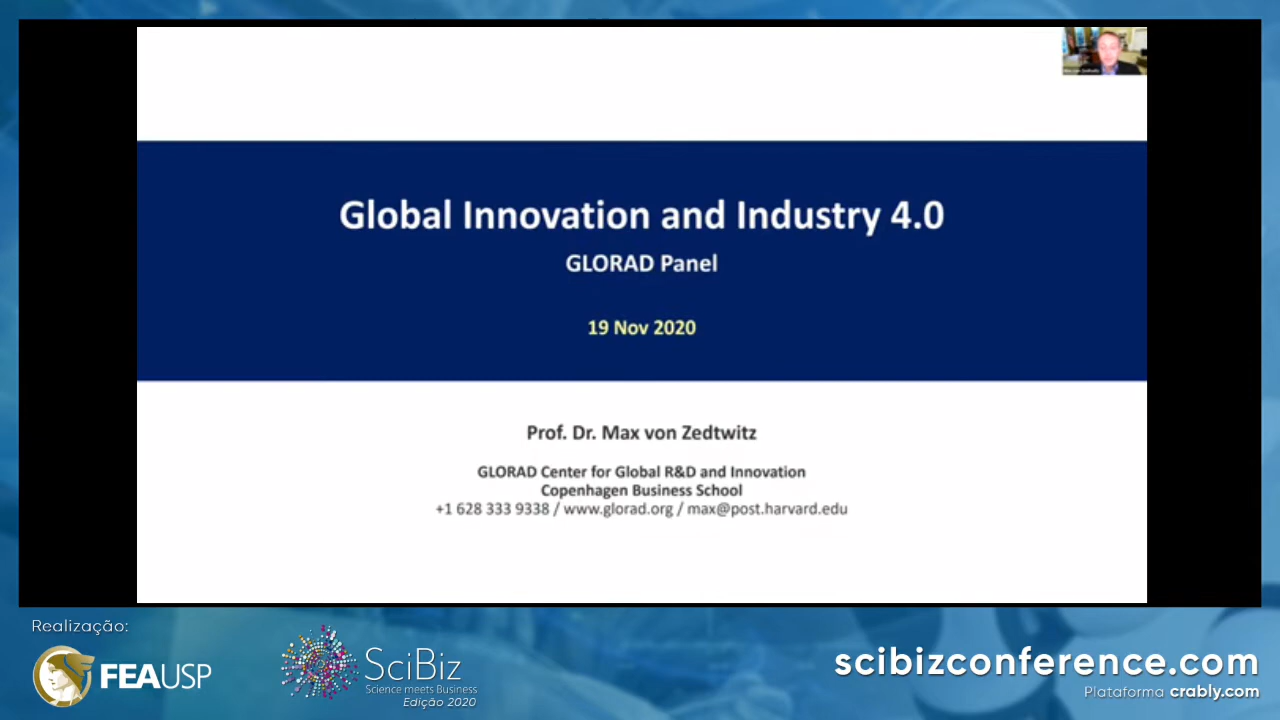 Global Innovation and Industry 4.0
GLORAD Panel
19 Nov 2020
Prof. Dr. Max von Zedtwitz
GLORAD Center for Global R&D and Innovation
Copenhagen Business School
+1 628 333 9338 / www.glorad.org / max@post.harvard.edu
Realização:
FEAUSP
SciBiz
Science meets Business
Edição 2020
scibizconference.com
Plataforma crably.com